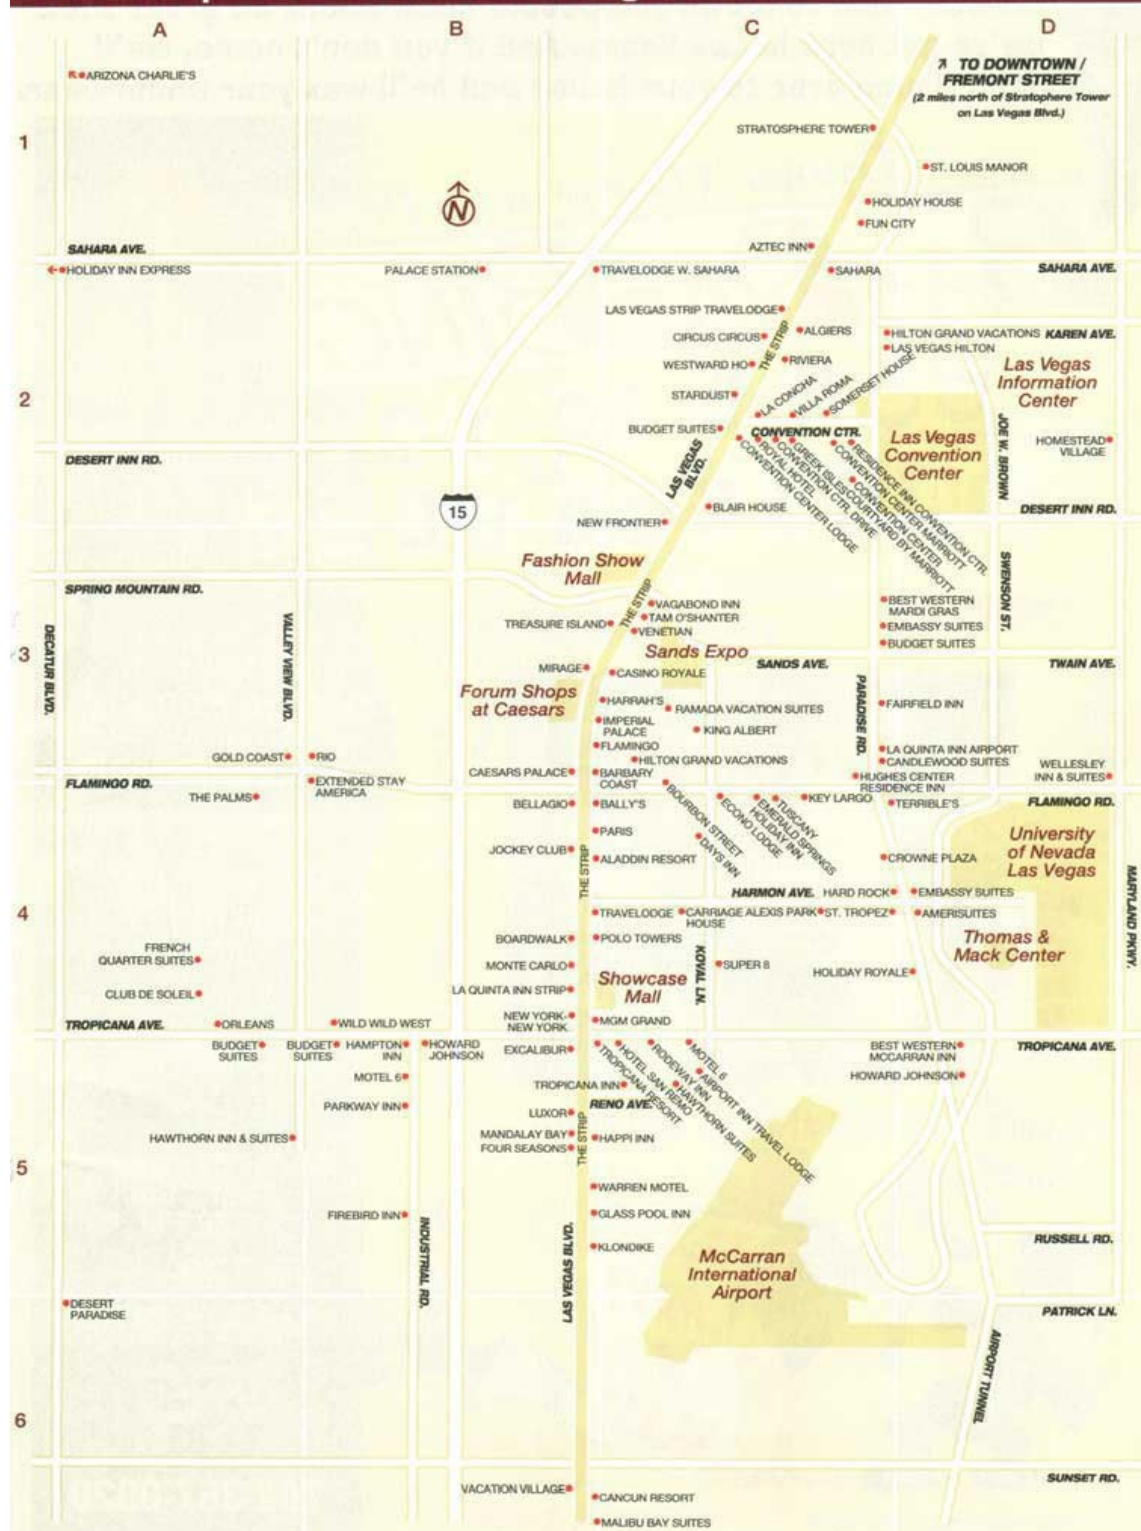 A
B
C
D
1
2
3
4
5
6
ARIZONA CHARLIE'S
TO DOWNTOWN /
FREMONT STREET
(2 miles north of Stratophere Tower
on Las Vegas Blvd.)
STRATOSPHERE TOWER
ST. LOUIS MANOR
HOLIDAY HOUSE
FUN CITY
N
AZTEC INN
SAHARA AVE.
HOLIDAY INN EXPRESS
PALACE STATION
TRAVELODGE W. SAHARA
SAHARA
SAHARA AVE.
LAS VEGAS STRIP TRAVELODGE
THE STRIP
ALGIERS
CIRCUS CIRCUS
HILTON GRAND VACATIONS
KAREN AVE.
LAS VEGAS HILTON
WESTWARD HO
RIVIERA
Las Vegas
Information
Center
STARDUST
LA CONCHA
VILLA ROMA
SOMERSET HOUSE
BUDGET SUITES
CONVENTION CTR.
Las Vegas
Convention
Center
JOE W. BROWN
HOMESTEAD
VILLAGE
DESERT INN RD.
LAS VEGAS
BLVD.
CONVENTION CENTER LODGE
ROYAL HOTEL
CONVENTION CTR. DRIVE
GREEK ISLES
COURTYARD BY MARRIOTT
CONVENTION CENTER
CONVENTION CENTER MARRIOTT
RESIDENCE INN CONVENTION CTR.
15
BLAIR HOUSE
NEW FRONTIER
DESERT INN RD.
Fashion Show
Mall
SPRING MOUNTAIN RD.
THE STRIP
SWENSON ST.
VAGABOND INN
TAM O'SHANTER
TREASURE ISLAND
VENETIAN
BEST WESTERN
MARDI GRAS
EMBASSY SUITES
BUDGET SUITES
Sands Expo
DECATUR BLVD.
VALLEY VIEW BLVD.
MIRAGE
CASINO ROYALE
SANDS AVE.
TWAIN AVE.
Forum Shops
at Caesars
PARADISE RD.
HARRAH'S
RAMADA VACATION SUITES
FAIRFIELD INN
IMPERIAL
PALACE
KING ALBERT
FLAMINGO
GOLD COAST
RIO
HILTON GRAND VACATIONS
LA QUINTA INN AIRPORT
CANDLEWOOD SUITES
WELLESLEY
INN & SUITES
CAESARS PALACE
BARBARY
COAST
HUGHES CENTER
RESIDENCE INN
FLAMINGO RD.
EXTENDED STAY
AMERICA
THE PALMS
BELLAGIO
BALLY'S
BOURBON STREET
ECONO LODGE
HOLIDAY INN
EMERALD SPRINGS
TUSCANY
KEY LARGO
TERRIBLE'S
FLAMINGO RD.
PARIS
DAYS INN
JOCKEY CLUB
ALADDIN RESORT
THE STRIP
CROWNE PLAZA
University
of Nevada
Las Vegas
HARMON AVE.
HARD ROCK
EMBASSY SUITES
MARYLAND PKWY.
TRAVELODGE
CARRIAGE
HOUSE
ALEXIS PARK
ST. TROPEZ
AMERISUITES
BOARDWALK
POLO TOWERS
Thomas &
Mack Center
FRENCH
QUARTER SUITES
MONTE CARLO
KOVAL LN.
SUPER 8
HOLIDAY ROYALE
Showcase
Mall
CLUB DE SOLEIL
LA QUINTA INN STRIP
TROPICANA AVE.
ORLEANS
WILD WILD WEST
NEW YORK-
NEW YORK
MGM GRAND
BUDGET
SUITES
BUDGET
SUITES
HAMPTON
INN
HOWARD
JOHNSON
EXCALIBUR
TROPICANA RESORT
HOTEL SAN REMO
RODEWAY INN
MOTEL 6
BEST WESTERN
MCCARRAN INN
TROPICANA AVE.
MOTEL 6
TROPICANA INN
HAWTHORN SUITES
AIRPORT INN TRAVEL LODGE
HOWARD JOHNSON
PARKWAY INN
RENO AVE.
LUXOR
THE STRIP
HAWTHORN INN & SUITES
MANDALAY BAY
HAPPI INN
FOUR SEASONS
WARREN MOTEL
FIREBIRD INN
GLASS POOL INN
INDUSTRIAL RD.
LAS VEGAS BLVD.
KLONDIKE
McCarran
International
Airport
RUSSELL RD.
DESERT
PARADISE
PATRICK LN.
AIRPORT TUNNEL
SUNSET RD.
VACATION VILLAGE
CANCUN RESORT
MALIBU BAY SUITES